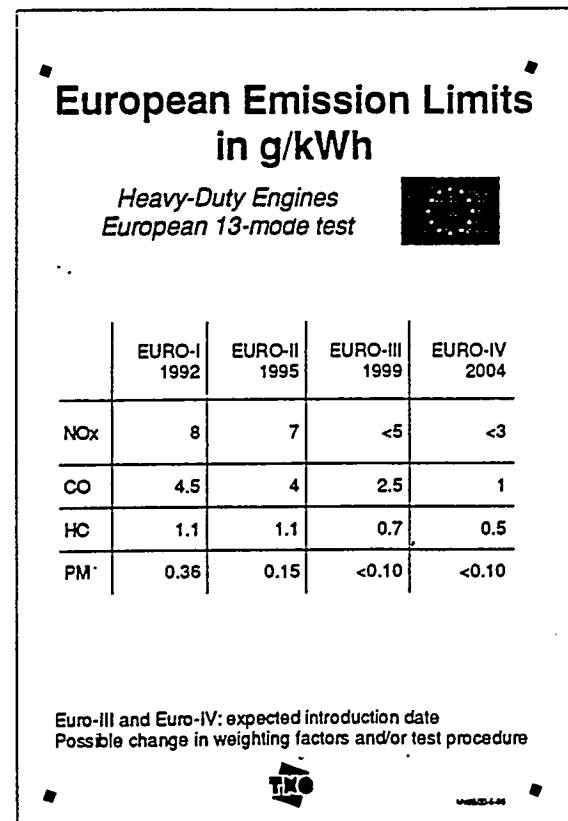 European Emission Limits
in g/kWh
Heavy-Duty Engines
European 13-mode test
EURO-I EURO-II EURO-III EURO-IV
1992 1995 1999 2004
NOx 8 7 <5 <3
CO 4.5 4 2.5 1
HC 1.1 1.1 0.7 0.5
PM 0.36 0.15 <0.10 <0.10
Euro-III and Euro-IV: expected introduction date
Possible change in weighting factors and/or test procedure
TNO